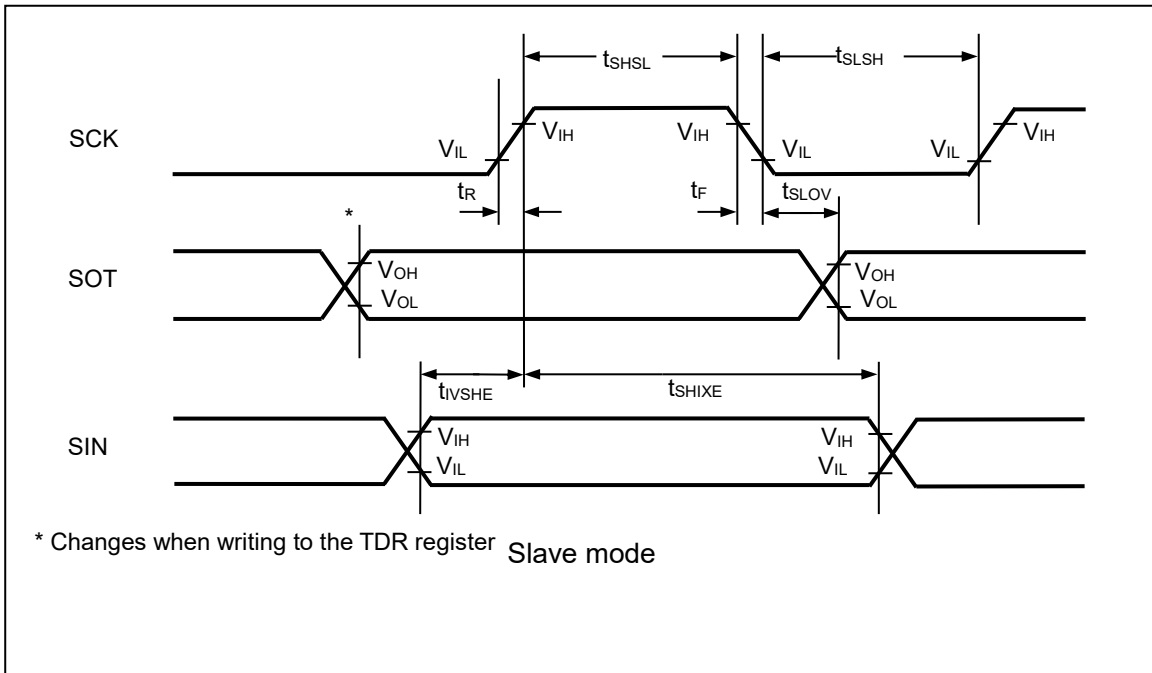 tSHSL tSLSH
SCK VIL VIH VIH VIL VIL VIH
tR tF tSLOV
*
SOT VOH VOH
VOL VOL
tIVSHE tSHIXE
SIN VIH VIH
VIL VIL
* Changes when writing to the TDR register Slave mode